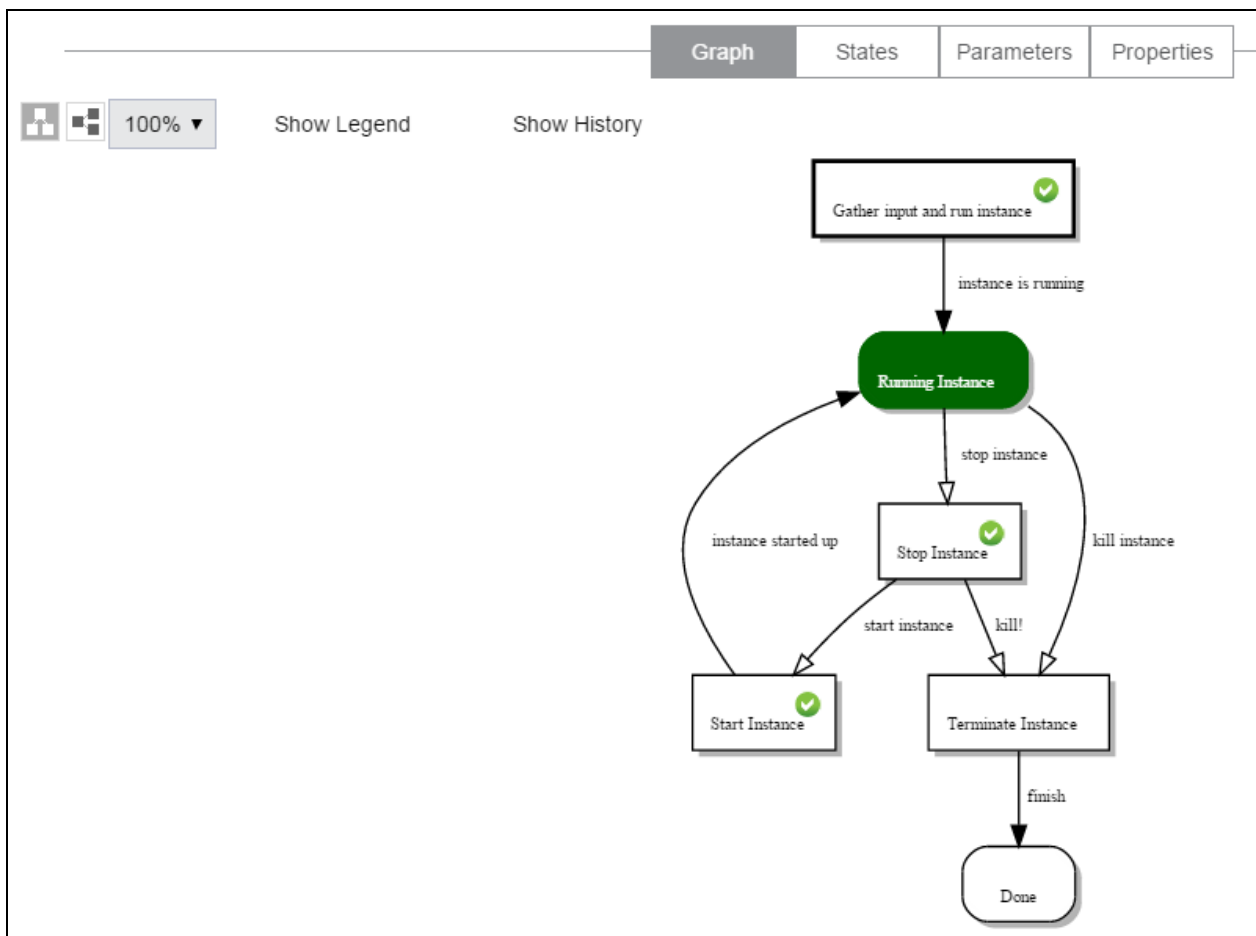 Graph
States
Parameters
Properties
100% ▼
Show Legend
Show History
Gather input and run instance
instance is running
Running Instance
stop instance
instance started up
Stop Instance
kill instance
start instance
kill!
Start Instance
Terminate Instance
finish
Done